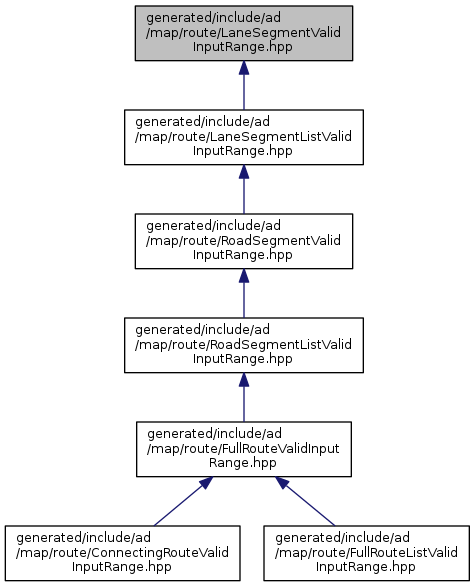 generated/include/ad
/map/route/LaneSegmentValid
InputRange.hpp
generated/include/ad
/map/route/LaneSegmentListValid
InputRange.hpp
generated/include/ad
/map/route/RoadSegmentValid
InputRange.hpp
generated/include/ad
/map/route/RoadSegmentListValid
InputRange.hpp
generated/include/ad
/map/route/FullRouteValidInput
Range.hpp
generated/include/ad
/map/route/ConnectingRouteValid
InputRange.hpp
generated/include/ad
/map/route/FullRouteListValid
InputRange.hpp